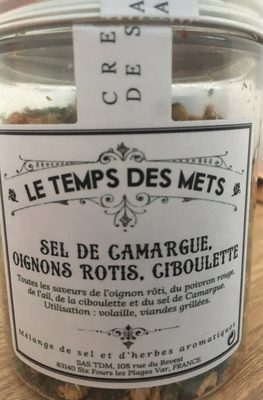 CRE
DE SA
LE TEMPS DES METS
SEL DE CAMARGUE,
OIGNONS ROTIS, CIBOULETTE
Toutes les saveurs de l'oignon rôti, du poivron rouge,
de l'ail, de la ciboulette et du sel de Camargue.
Utilisation : volaille, viandes grillées.
Mélange de sel et d'herbes aromatiques
SAS TDM, 108 rue du Revest
83140 Six Fours les Plages Var, FRANCE